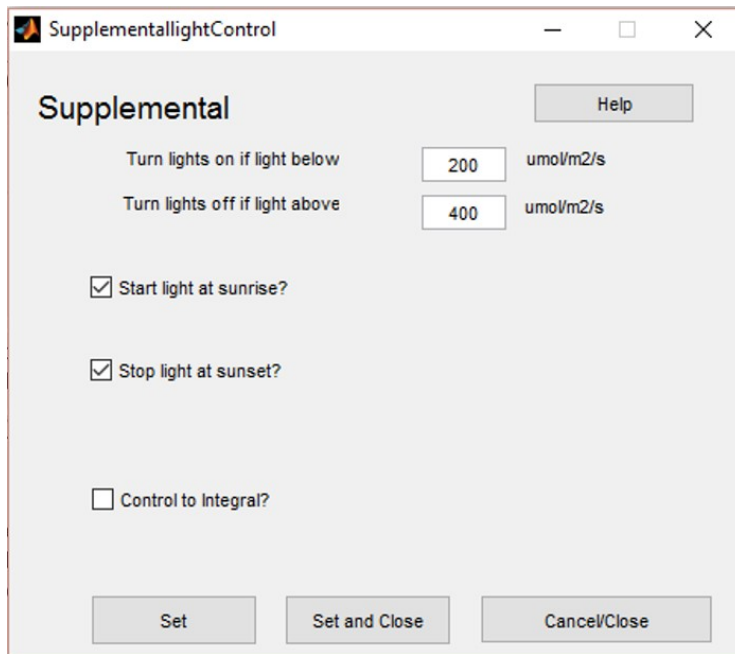 SupplementallightControl
Supplemental
Help
Turn lights on if light below 200 umol/m2/s
Turn lights off if light above 400 umol/m2/s
Start light at sunrise?
Stop light at sunset?
Control to Integral?
Set Set and Close Cancel/Close